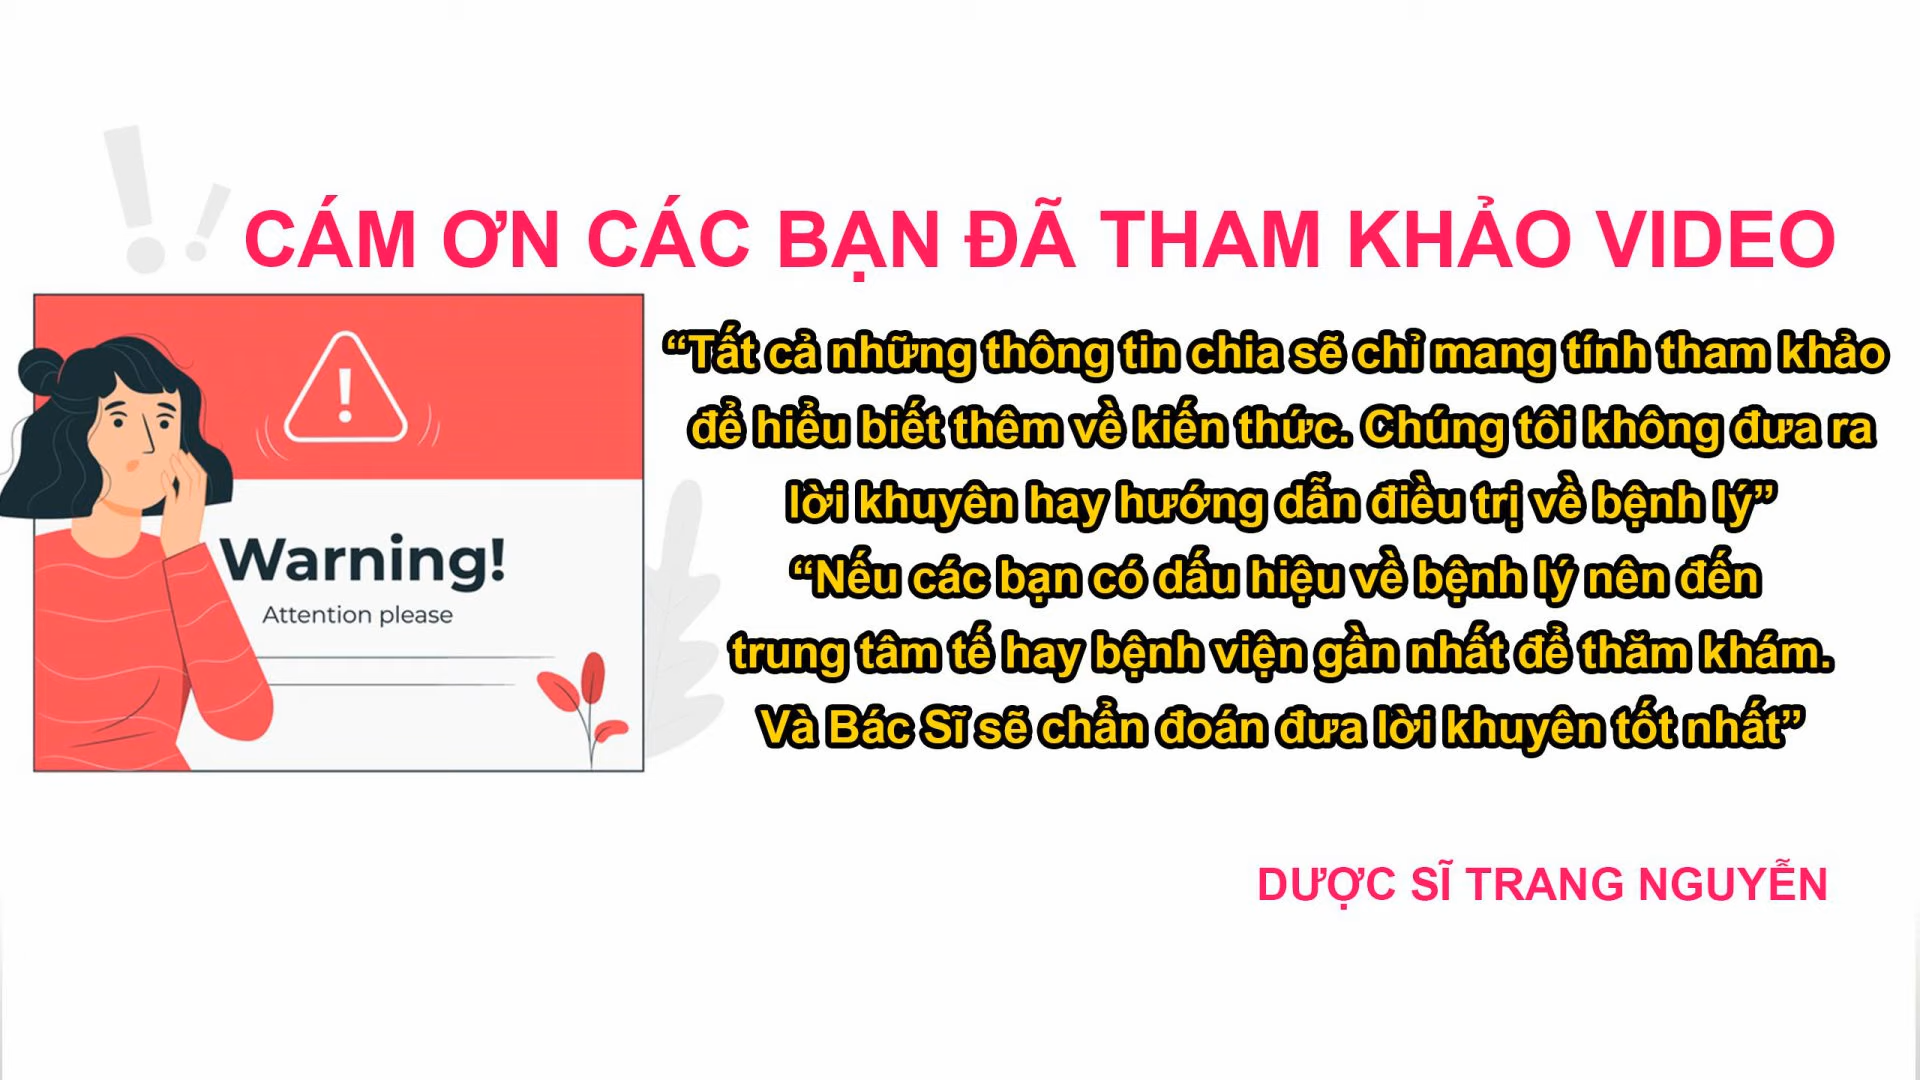 CÁM ƠN CÁC BẠN ĐÃ THAM KHẢO VIDEO
“Tất cả những thông tin chia sẽ chỉ mang tính tham khảo
để hiểu biết thêm về kiến thức. Chúng tôi không đưa ra
lời khuyên hay hướng dẫn điều trị về bệnh lý”
“Nếu các bạn có dấu hiệu về bệnh lý nên đến
trung tâm tế hay bệnh viện gần nhất để thăm khám.
Và Bác Sĩ sẽ chẩn đoán đưa lời khuyên tốt nhất”
Warning!
Attention please
DƯỢC SĨ TRANG NGUYỄN